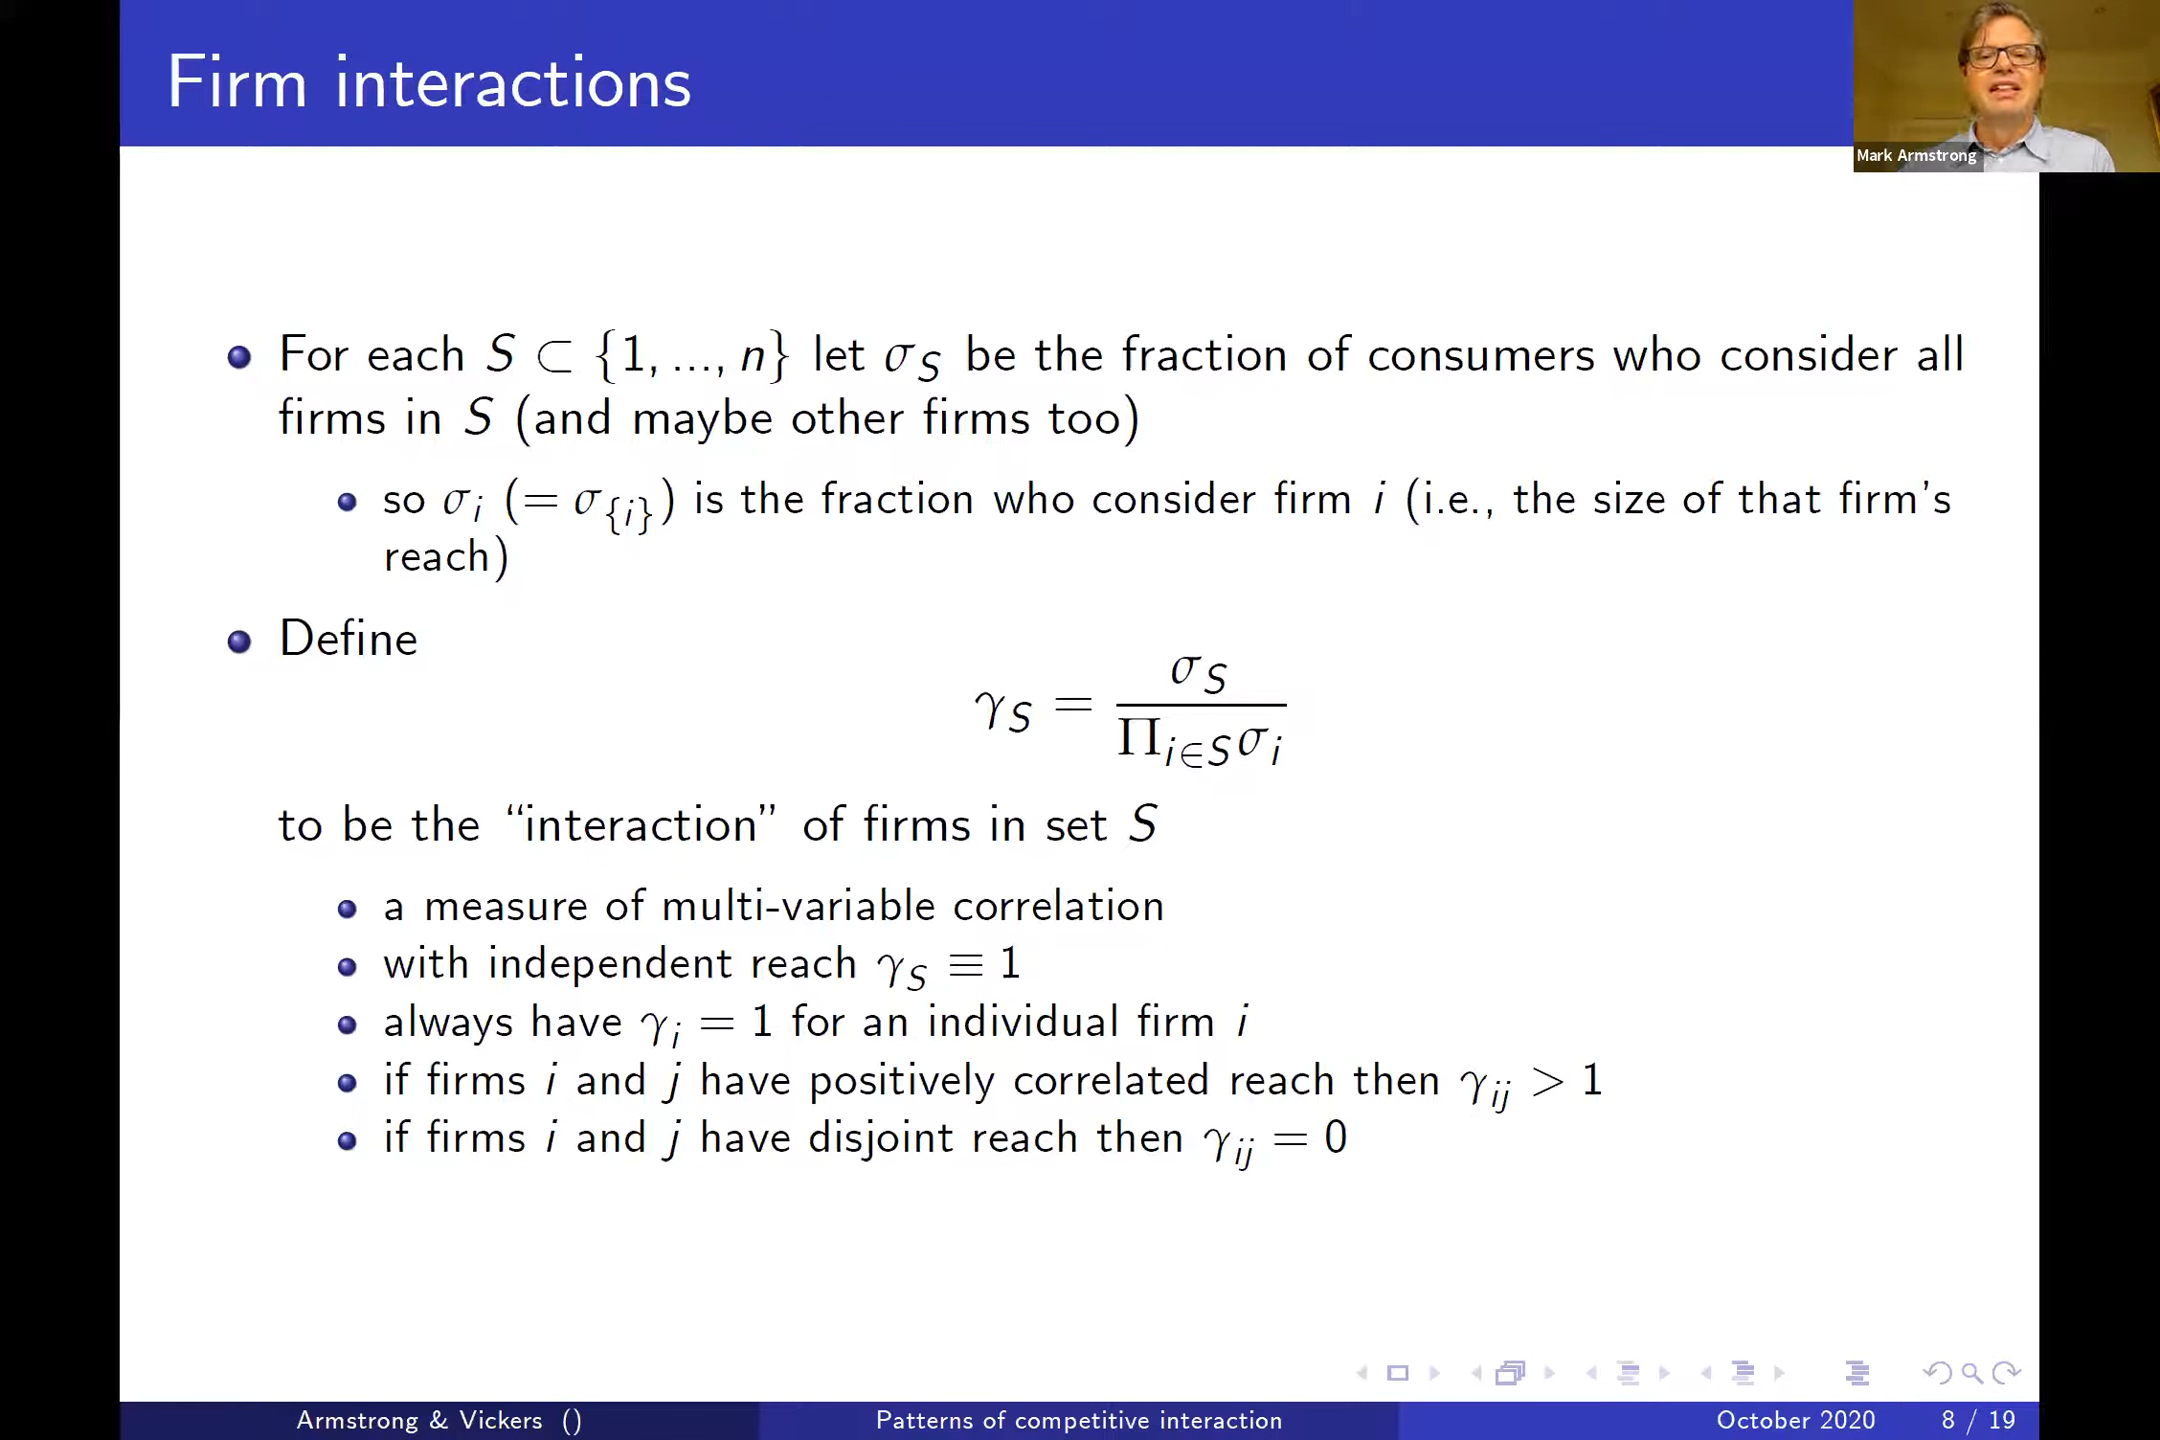 Firm interactions
Mark Armstrong
For each S ⊂ {1, ..., n} let σ_S be the fraction of consumers who consider all
firms in S (and maybe other firms too)
so σ_i (= σ_{i}) is the fraction who consider firm i (i.e., the size of that firm's
reach)
Define
γ_S = σ_S / Π_{i∈S} σ_i
to be the “interaction” of firms in set S
a measure of multi-variable correlation
with independent reach γ_S ≡ 1
always have γ_i = 1 for an individual firm i
if firms i and j have positively correlated reach then γ_ij > 1
if firms i and j have disjoint reach then γ_ij = 0
Armstrong & Vickers ()
Patterns of competitive interaction
October 2020
8 / 19